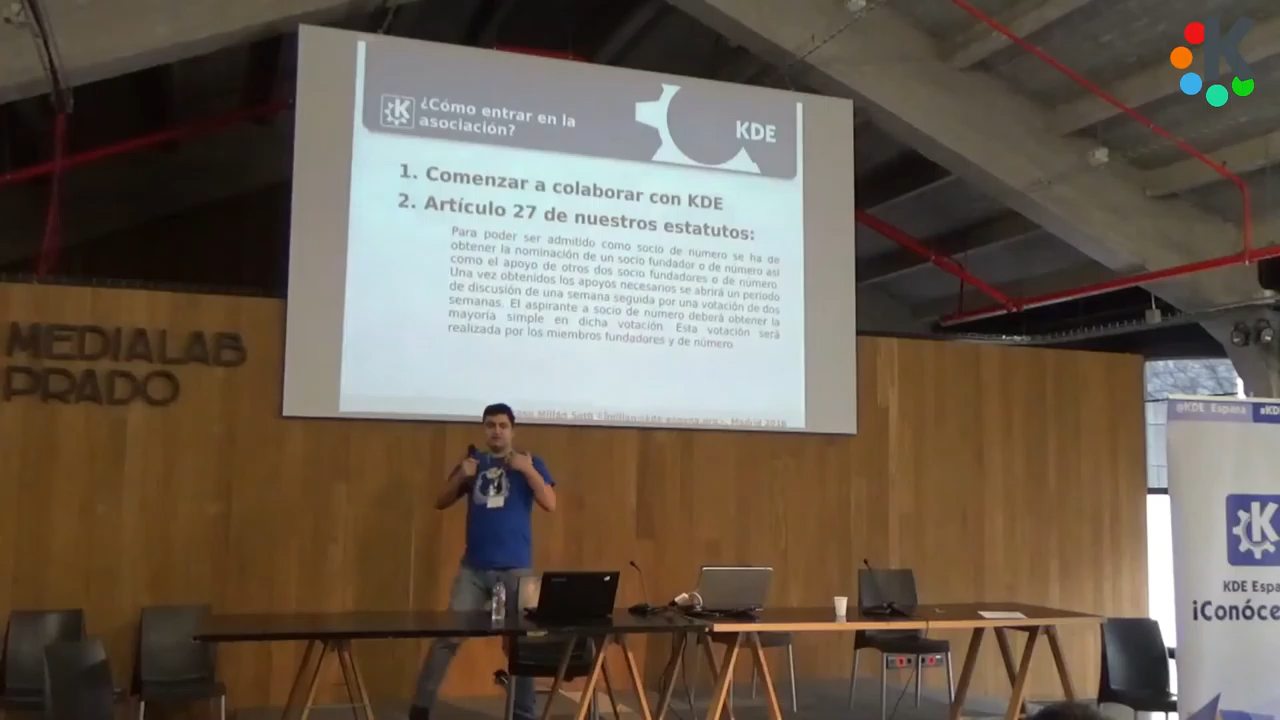 ¿Cómo entrar en la
asociación?
KDE
1. Comenzar a colaborar con KDE
2. Artículo 27 de nuestros estatutos:
Para poder ser admitido como socio de número se ha de
obtener la nominación de un socio fundador o de número así
como el apoyo de otros dos socio fundadores o de número.
Una vez obtenidos los apoyos necesarios se abrirá un periodo
de discusión de una semana seguida por una votación de dos
semanas. El aspirante a socio de número deberá obtener la
mayoría simple en dicha votación. Esta votación será
realizada por los miembros fundadores y de número.
Millán Soto
Madrid 2016
MEDIALAB
PRADO
@KDE_Espana
K
KDE Espa
¡Conóce
K